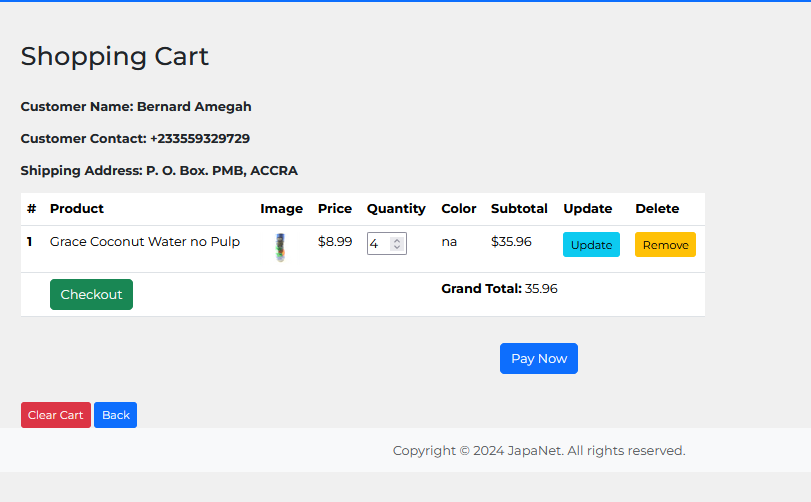 Shopping Cart
Customer Name: Bernard Amegah
Customer Contact: +233559329729
Shipping Address: P. O. Box. PMB, ACCRA
# Product Image Price Quantity Color Subtotal Update Delete
1 Grace Coconut Water no Pulp $8.99 4 na $35.96 Update Remove
Checkout Grand Total: 35.96
Pay Now
Clear Cart Back
Copyright © 2024 JapaNet. All rights reserved.